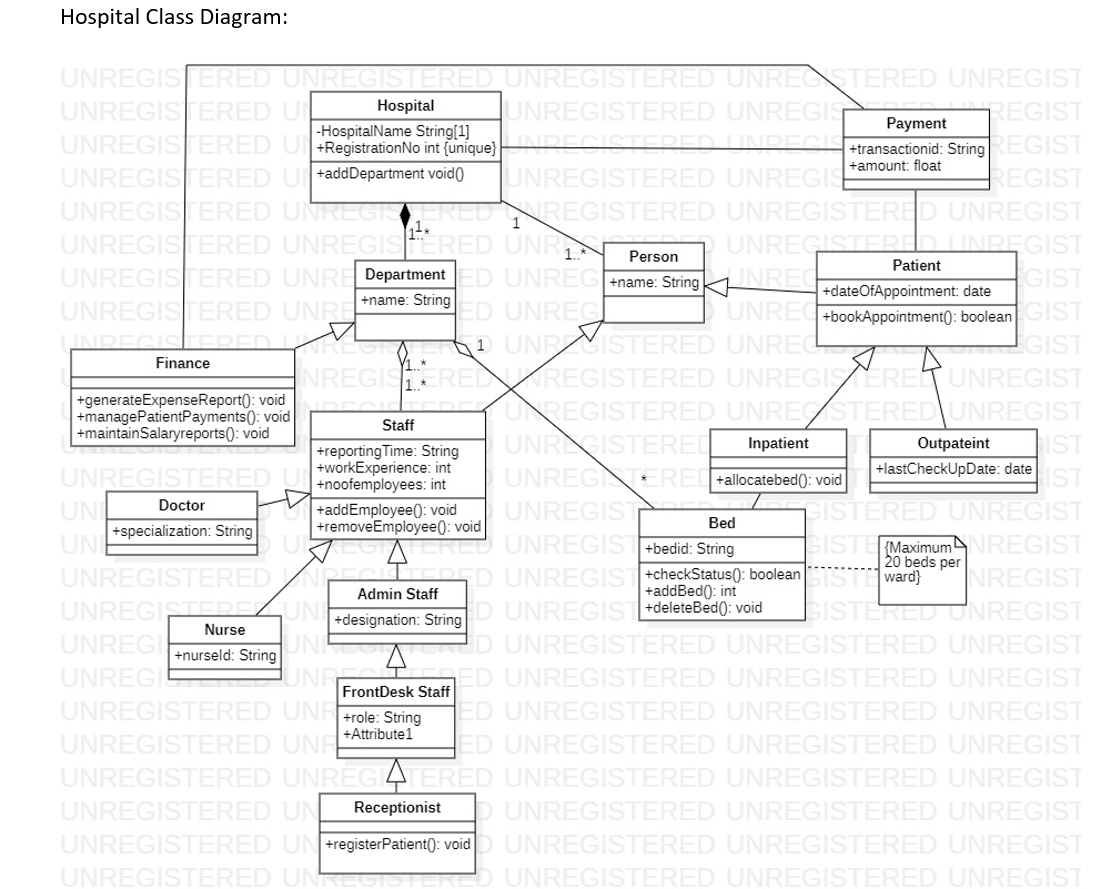 Hospital Class Diagram:
UNREGISTERED UNREGISTERED UNREGISTERED UNREGISTERED UNREGIST
Hospital
-HospitalName String[1]
+RegistrationNo int {unique}
+addDepartment void()
Payment
+transactionid: String
+amount: float
1
1..*
1
1..*
Person
+name: String
Patient
+dateOfAppointment: date
+bookAppointment(): boolean
Department
+name: String
1
1..*
1..*
Finance
+generateExpenseReport(): void
+managePatientPayments(): void
+maintainSalaryreports(): void
Staff
+reportingTime: String
+workExperience: int
+noofemployees: int
+addEmployee(): void
+removeEmployee(): void
Inpatient
+allocatebed(): void
Outpateint
+lastCheckUpDate: date
*
Doctor
+specialization: String
Bed
+bedid: String
+checkStatus(): boolean
+addBed(): int
+deleteBed(): void
{Maximum
20 beds per
ward}
Admin Staff
+designation: String
Nurse
+nurseId: String
FrontDesk Staff
+role: String
+Attribute1
Receptionist
+registerPatient(): void